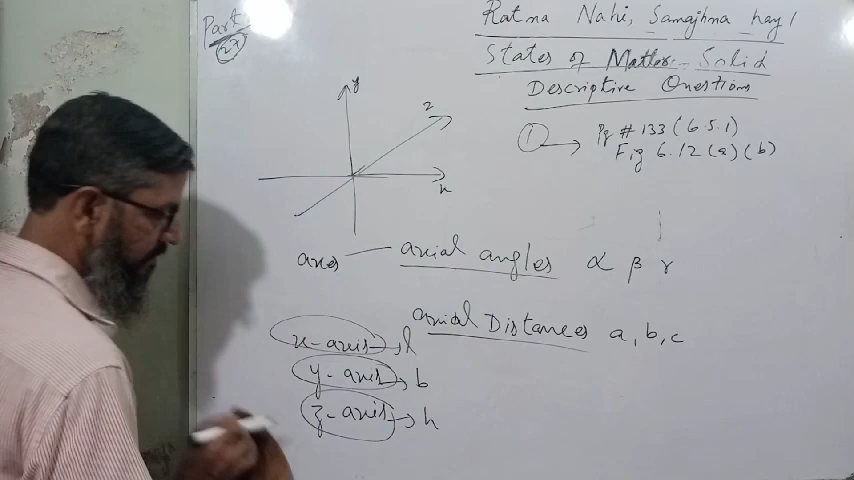 Part
27
Ratna Nahi, Samajhna hay!
States of Matter - Solid
Descriptive Questions
① → Pg # 133 (6.5.1)
Fig 6.12 (a) (b)
y
z
x
axes — axial angles α β γ
axial Distances a, b, c
x-axis → l
y-axis → b
z-axis → h